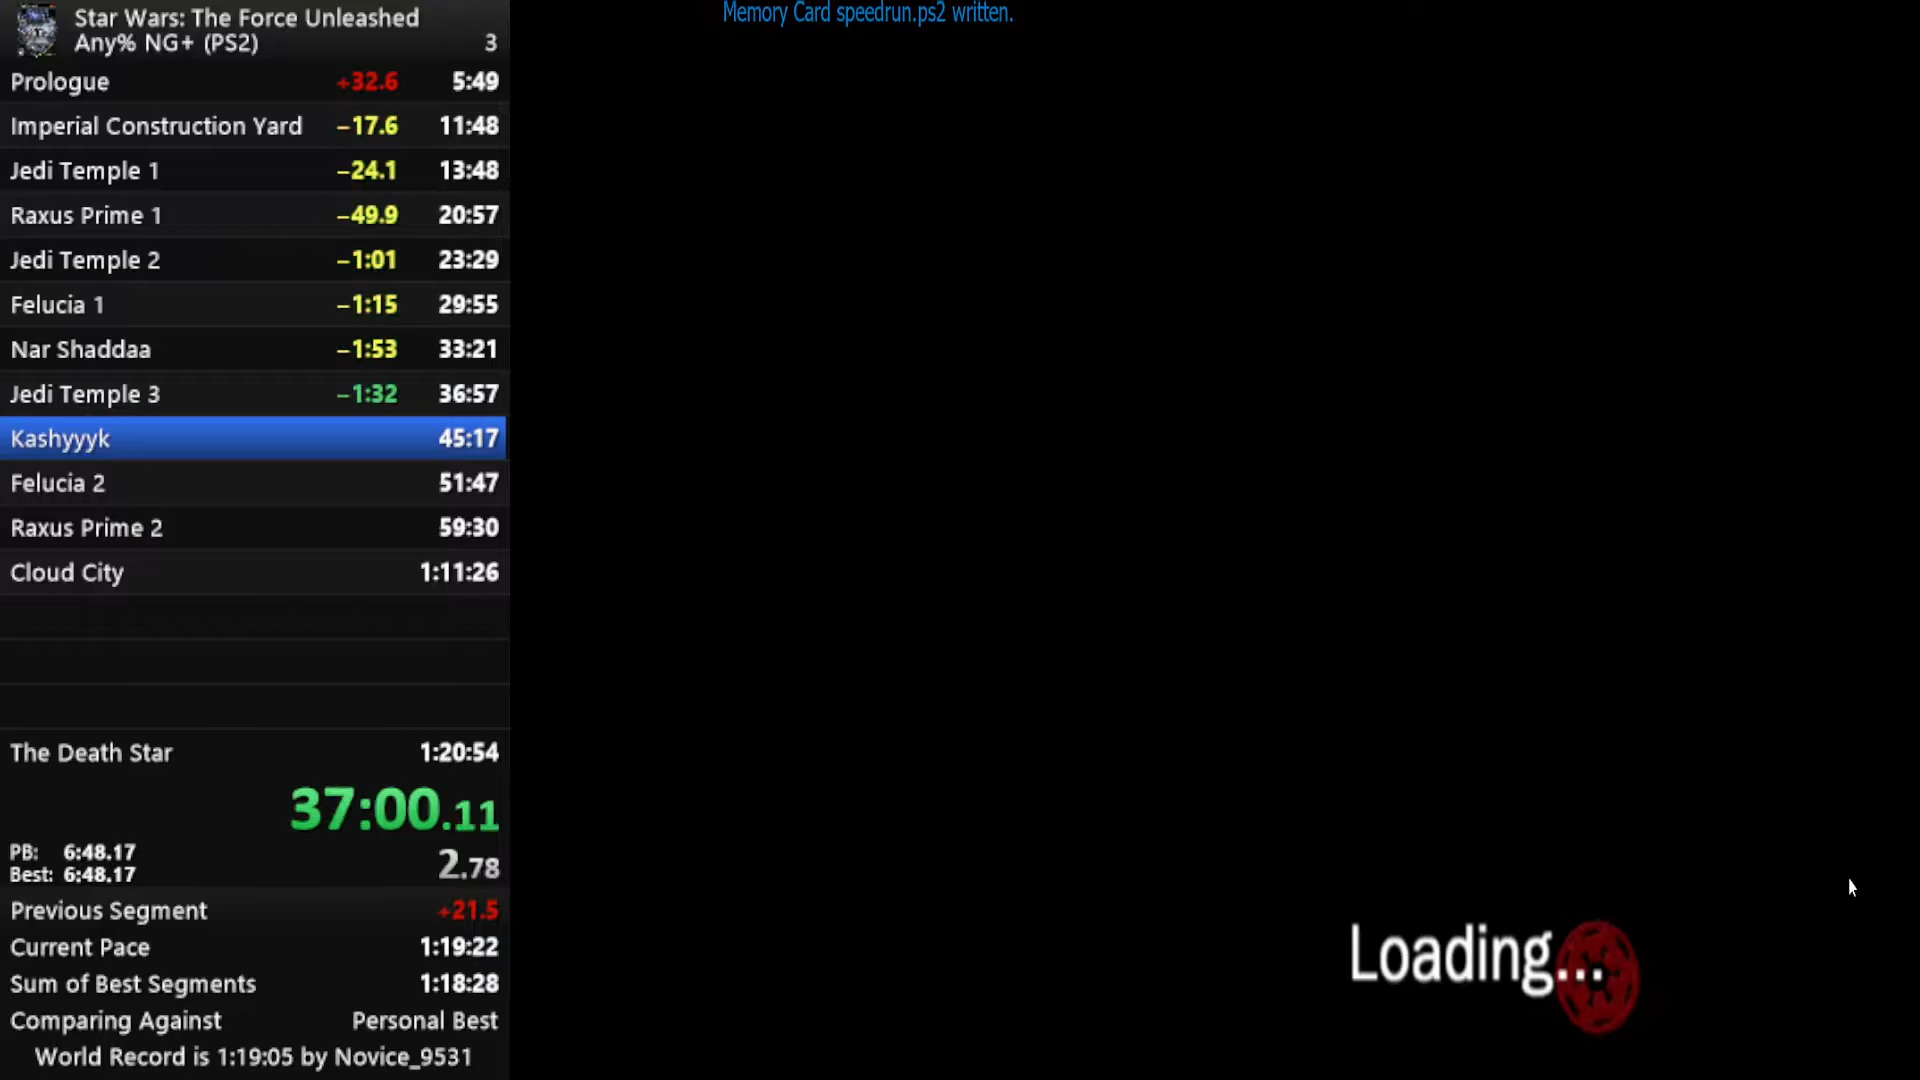 Star Wars: The Force Unleashed
Any% NG+ (PS2) 3
Memory Card speedrun.ps2 written.
Prologue +32.6 5:49
Imperial Construction Yard −17.6 11:48
Jedi Temple 1 −24.1 13:48
Raxus Prime 1 −49.9 20:57
Jedi Temple 2 −1:01 23:29
Felucia 1 −1:15 29:55
Nar Shaddaa −1:53 33:21
Jedi Temple 3 −1:32 36:57
Kashyyyk 45:17
Felucia 2 51:47
Raxus Prime 2 59:30
Cloud City 1:11:26
The Death Star 1:20:54
37:00.11
PB: 6:48.17
Best: 6:48.17
2.78
Previous Segment +21.5
Current Pace 1:19:22
Sum of Best Segments 1:18:28
Comparing Against Personal Best
World Record is 1:19:05 by Novice_9531
Loading...